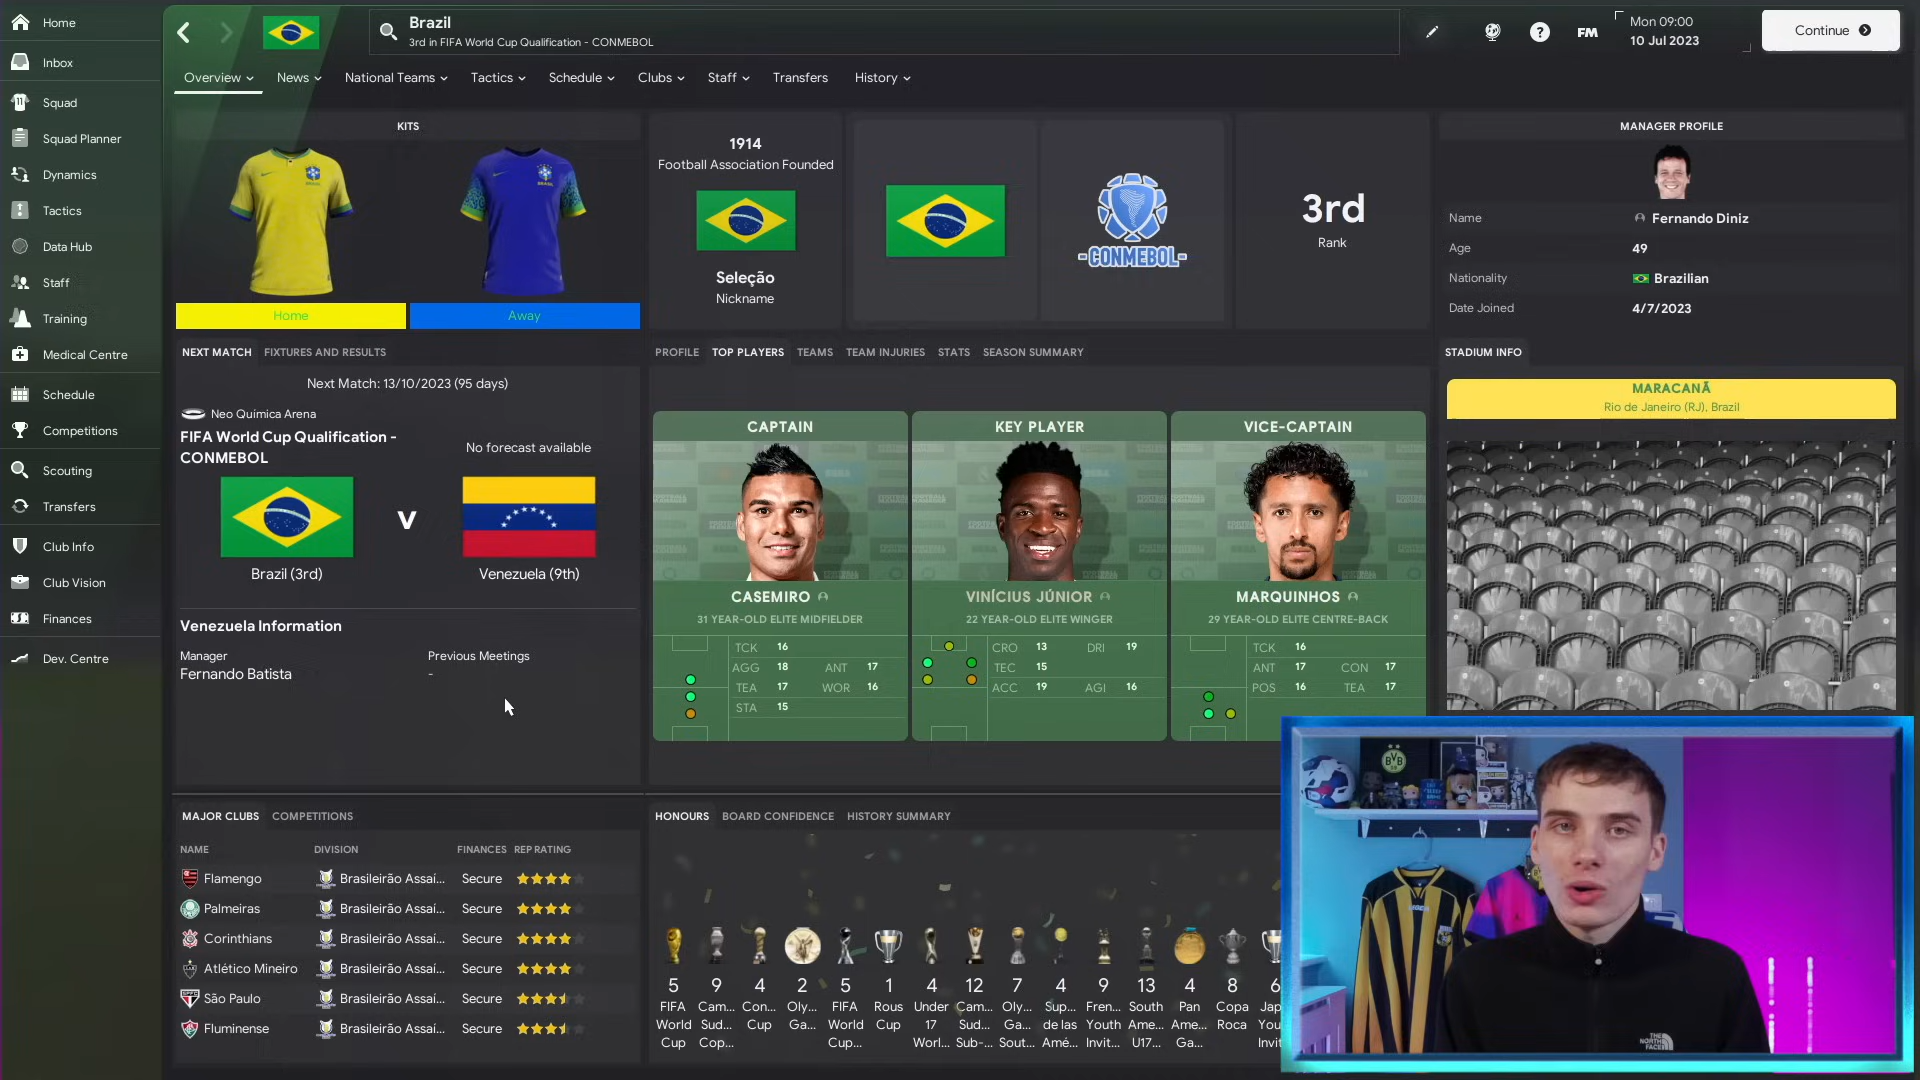 Home
Inbox
Squad
Squad Planner
Dynamics
Tactics
Data Hub
Staff
Training
Medical Centre
Schedule
Competitions
Scouting
Transfers
Club Info
Club Vision
Finances
Dev. Centre
Brazil
3rd in FIFA World Cup Qualification - CONMEBOL
FM
Mon 09:00
10 Jul 2023
Continue
Overview
News
National Teams
Tactics
Schedule
Clubs
Staff
Transfers
History
KITS
Home
Away
1914
Football Association Founded
Seleção
Nickname
-CONMEBOL-
3rd
Rank
MANAGER PROFILE
Name Fernando Diniz
Age 49
Nationality Brazilian
Date Joined 4/7/2023
NEXT MATCH FIXTURES AND RESULTS
Next Match: 13/10/2023 (95 days)
Neo Química Arena
FIFA World Cup Qualification -
CONMEBOL
No forecast available
V
Brazil (3rd)
Venezuela (9th)
Venezuela Information
Manager
Fernando Batista
Previous Meetings
-
PROFILE TOP PLAYERS TEAMS TEAM INJURIES STATS SEASON SUMMARY
CAPTAIN
CASEMIRO
31 YEAR-OLD ELITE MIDFIELDER
TCK 16
AGG 18 ANT 17
TEA 17 WOR 16
STA 15
KEY PLAYER
VINÍCIUS JÚNIOR
22 YEAR-OLD ELITE WINGER
CRO 13 DRI 19
TEC 15
ACC 19 AGI 16
VICE-CAPTAIN
MARQUINHOS
29 YEAR-OLD ELITE CENTRE-BACK
TCK 16
ANT 17 CON 17
POS 16 TEA 17
STADIUM INFO
MARACANÃ
Rio de Janeiro (RJ), Brazil
MAJOR CLUBS COMPETITIONS
NAME DIVISION FINANCES REP RATING
Flamengo Brasileirão Assaí... Secure
Palmeiras Brasileirão Assaí... Secure
Corinthians Brasileirão Assaí... Secure
Atlético Mineiro Brasileirão Assaí... Secure
São Paulo Brasileirão Assaí... Secure
Fluminense Brasileirão Assaí... Secure
HONOURS BOARD CONFIDENCE HISTORY SUMMARY
5 9 4 2 5 1 4 12 7 4 9 13 4 8 6
FIFA Cam... Con... Oly... FIFA Rous Under Cam... Oly... Sup... Fren... South Pan Copa Jap
World Sud... Cup Ga... World Cup 17 Sud... Ga... de las Youth Ame... Ame... Roca You
Cup Cop... Cup... Worl... Sub-... Sout... Amé... Invit... U17... Ga... Invit
BVB
THE
NORTH
FACE